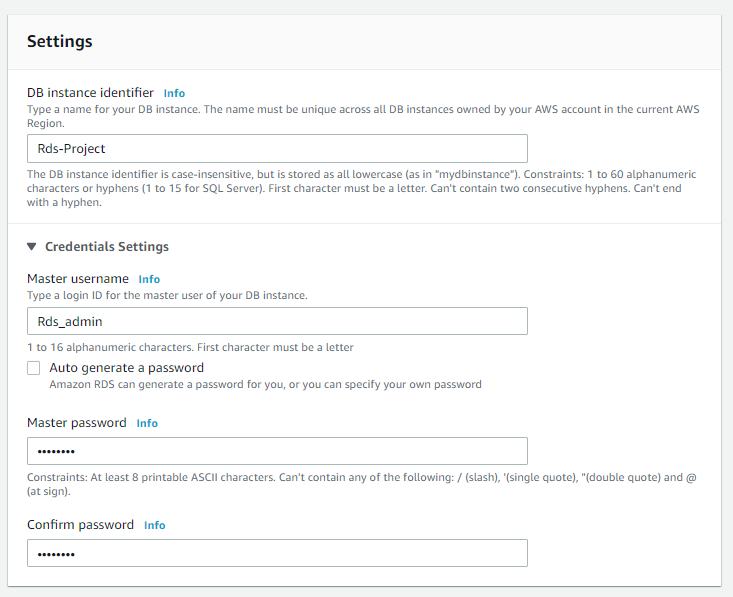 Settings
DB instance identifier Info
Type a name for your DB instance. The name must be unique across all DB instances owned by your AWS account in the current AWS
Region.
Rds-Project
The DB instance identifier is case-insensitive, but is stored as all lowercase (as in "mydbinstance"). Constraints: 1 to 60 alphanumeric
characters or hyphens (1 to 15 for SQL Server). First character must be a letter. Can't contain two consecutive hyphens. Can't end
with a hyphen.
Credentials Settings
Master username Info
Type a login ID for the master user of your DB instance.
Rds_admin
1 to 16 alphanumeric characters. First character must be a letter
Auto generate a password
Amazon RDS can generate a password for you, or you can specify your own password
Master password Info
••••••••
Constraints: At least 8 printable ASCII characters. Can't contain any of the following: / (slash), '(single quote), "(double quote) and @
(at sign).
Confirm password Info
••••••••